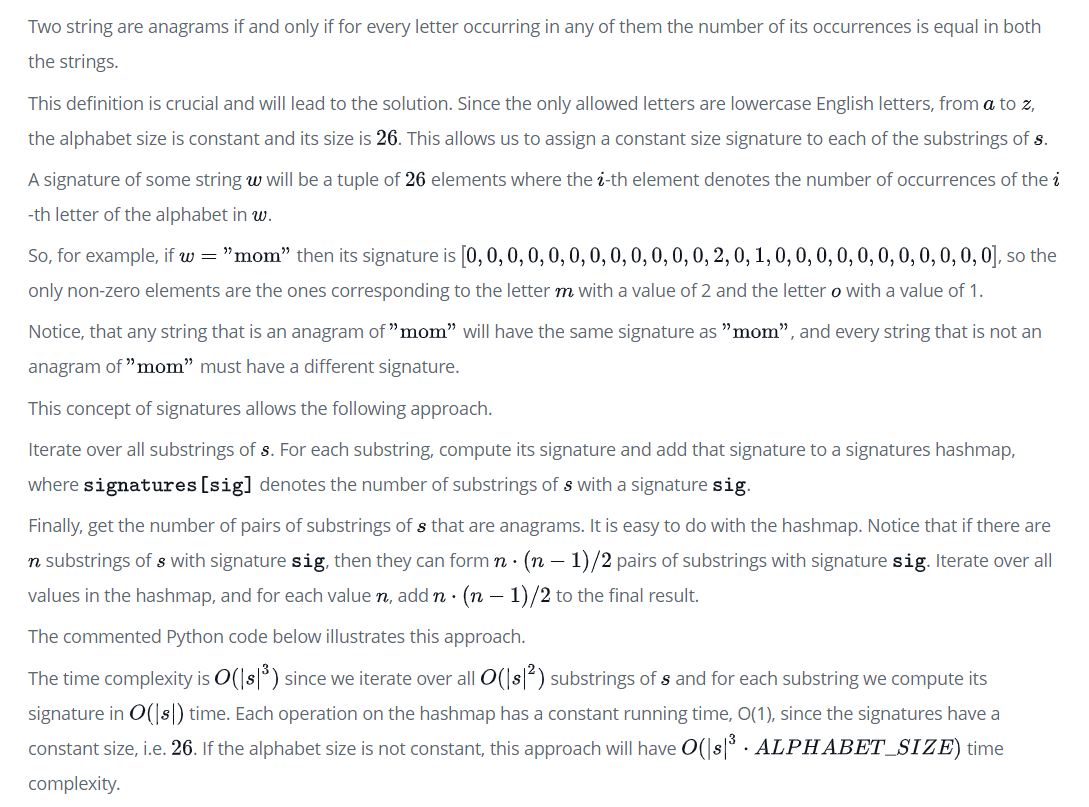 Two string are anagrams if and only if for every letter occurring in any of them the number of its occurrences is equal in both
the strings.
This definition is crucial and will lead to the solution. Since the only allowed letters are lowercase English letters, from a to z,
the alphabet size is constant and its size is 26. This allows us to assign a constant size signature to each of the substrings of s.
A signature of some string w will be a tuple of 26 elements where the i-th element denotes the number of occurrences of the i
-th letter of the alphabet in w.
So, for example, if w = ”mom” then its signature is [0, 0, 0, 0, 0, 0, 0, 0, 0, 0, 0, 0, 2, 0, 1, 0, 0, 0, 0, 0, 0, 0, 0, 0, 0, 0], so the
only non-zero elements are the ones corresponding to the letter m with a value of 2 and the letter o with a value of 1.
Notice, that any string that is an anagram of ”mom” will have the same signature as ”mom”, and every string that is not an
anagram of ”mom” must have a different signature.
This concept of signatures allows the following approach.
Iterate over all substrings of s. For each substring, compute its signature and add that signature to a signatures hashmap,
where signatures[sig] denotes the number of substrings of s with a signature sig.
Finally, get the number of pairs of substrings of s that are anagrams. It is easy to do with the hashmap. Notice that if there are
n substrings of s with signature sig, then they can form n · (n − 1)/2 pairs of substrings with signature sig. Iterate over all
values in the hashmap, and for each value n, add n · (n − 1)/2 to the final result.
The commented Python code below illustrates this approach.
The time complexity is O(|s|³) since we iterate over all O(|s|²) substrings of s and for each substring we compute its
signature in O(|s|) time. Each operation on the hashmap has a constant running time, O(1), since the signatures have a
constant size, i.e. 26. If the alphabet size is not constant, this approach will have O(|s|³ · ALPHABET_SIZE) time
complexity.